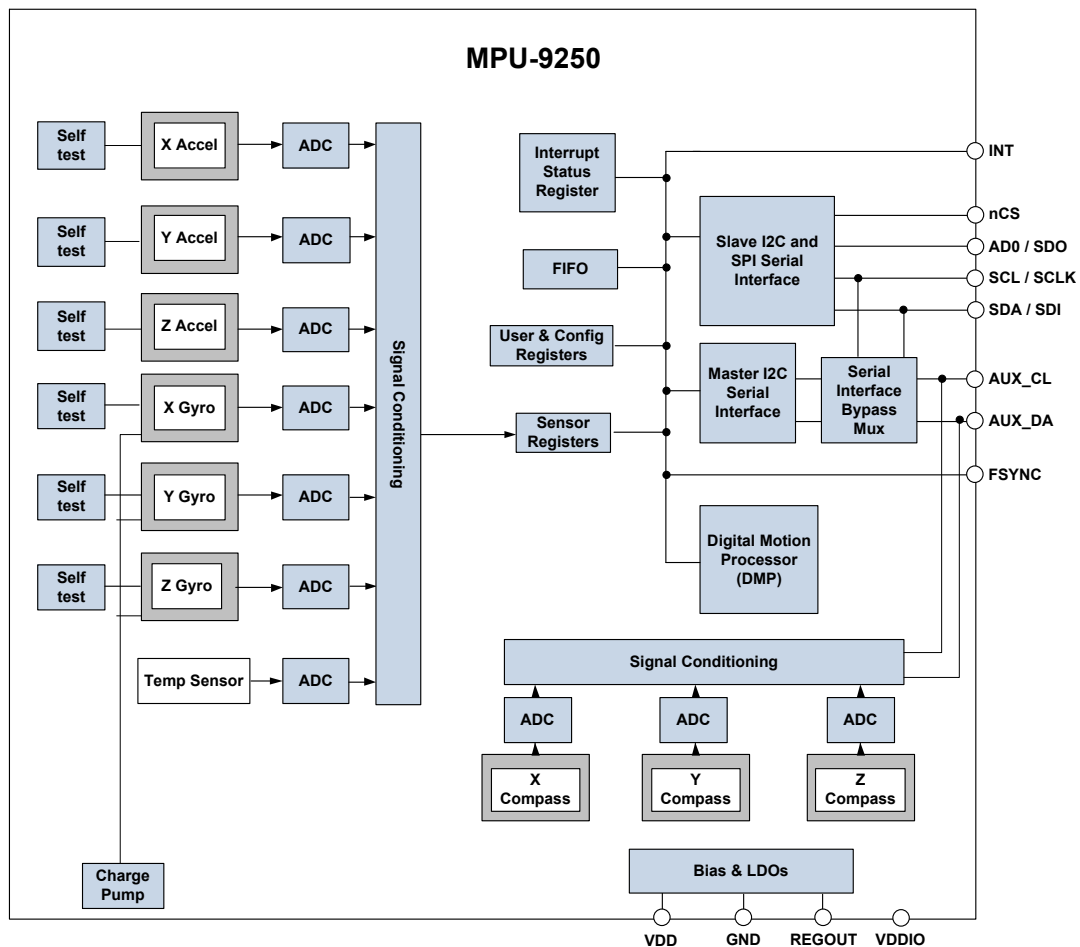 MPU-9250
Self
test
X Accel
ADC
Self
test
Y Accel
ADC
Self
test
Z Accel
ADC
Self
test
X Gyro
ADC
Self
test
Y Gyro
ADC
Self
test
Z Gyro
ADC
Temp Sensor
ADC
Signal Conditioning
Charge
Pump
Interrupt
Status
Register
FIFO
User & Config
Registers
Sensor
Registers
Slave I2C and
SPI Serial
Interface
Master I2C
Serial
Interface
Serial
Interface
Bypass
Mux
Digital Motion
Processor
(DMP)
INT
nCS
AD0 / SDO
SCL / SCLK
SDA / SDI
AUX_CL
AUX_DA
FSYNC
Signal Conditioning
ADC
ADC
ADC
X
Compass
Y
Compass
Z
Compass
Bias & LDOs
VDD
GND
REGOUT
VDDIO